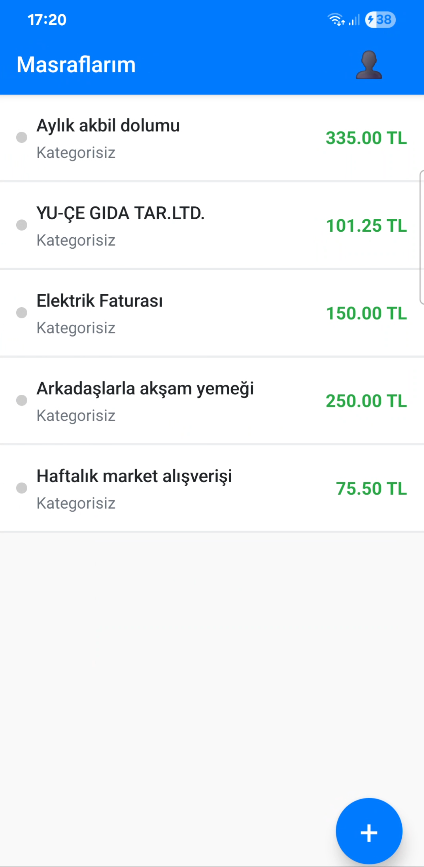 17:20
38
Masraflarım
Aylık akbil dolumu
335.00 TL
Kategorisiz
YU-ÇE GIDA TAR.LTD.
101.25 TL
Kategorisiz
Elektrik Faturası
150.00 TL
Kategorisiz
Arkadaşlarla akşam yemeği
250.00 TL
Kategorisiz
Haftalık market alışverişi
75.50 TL
Kategorisiz
+